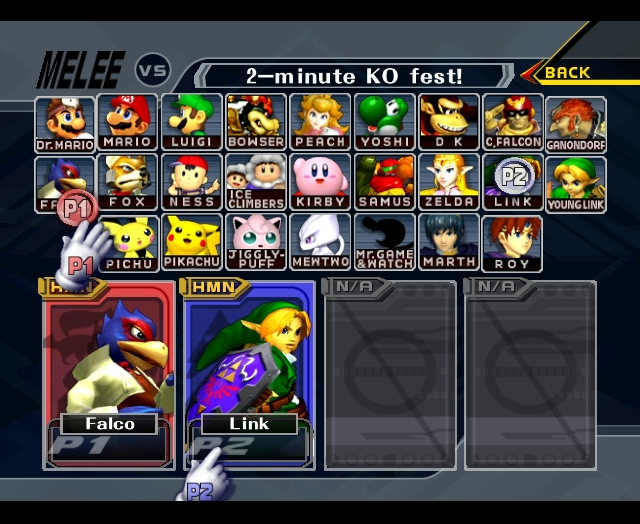 MELEE VS 2-minute KO fest! BACK
DR.MARIO MARIO LUIGI BOWSER PEACH YOSHI D K C.FALCON GANONDORF
FA P1 FOX NESS ICE CLIMBERS KIRBY SAMUS ZELDA P2 LINK YOUNG LINK
P1 PICHU PIKACHU JIGGLY-PUFF MEWTWO MR.GAME & WATCH MARTH ROY
HMN HMN N/A N/A
Falco Link
P1 P2
P2